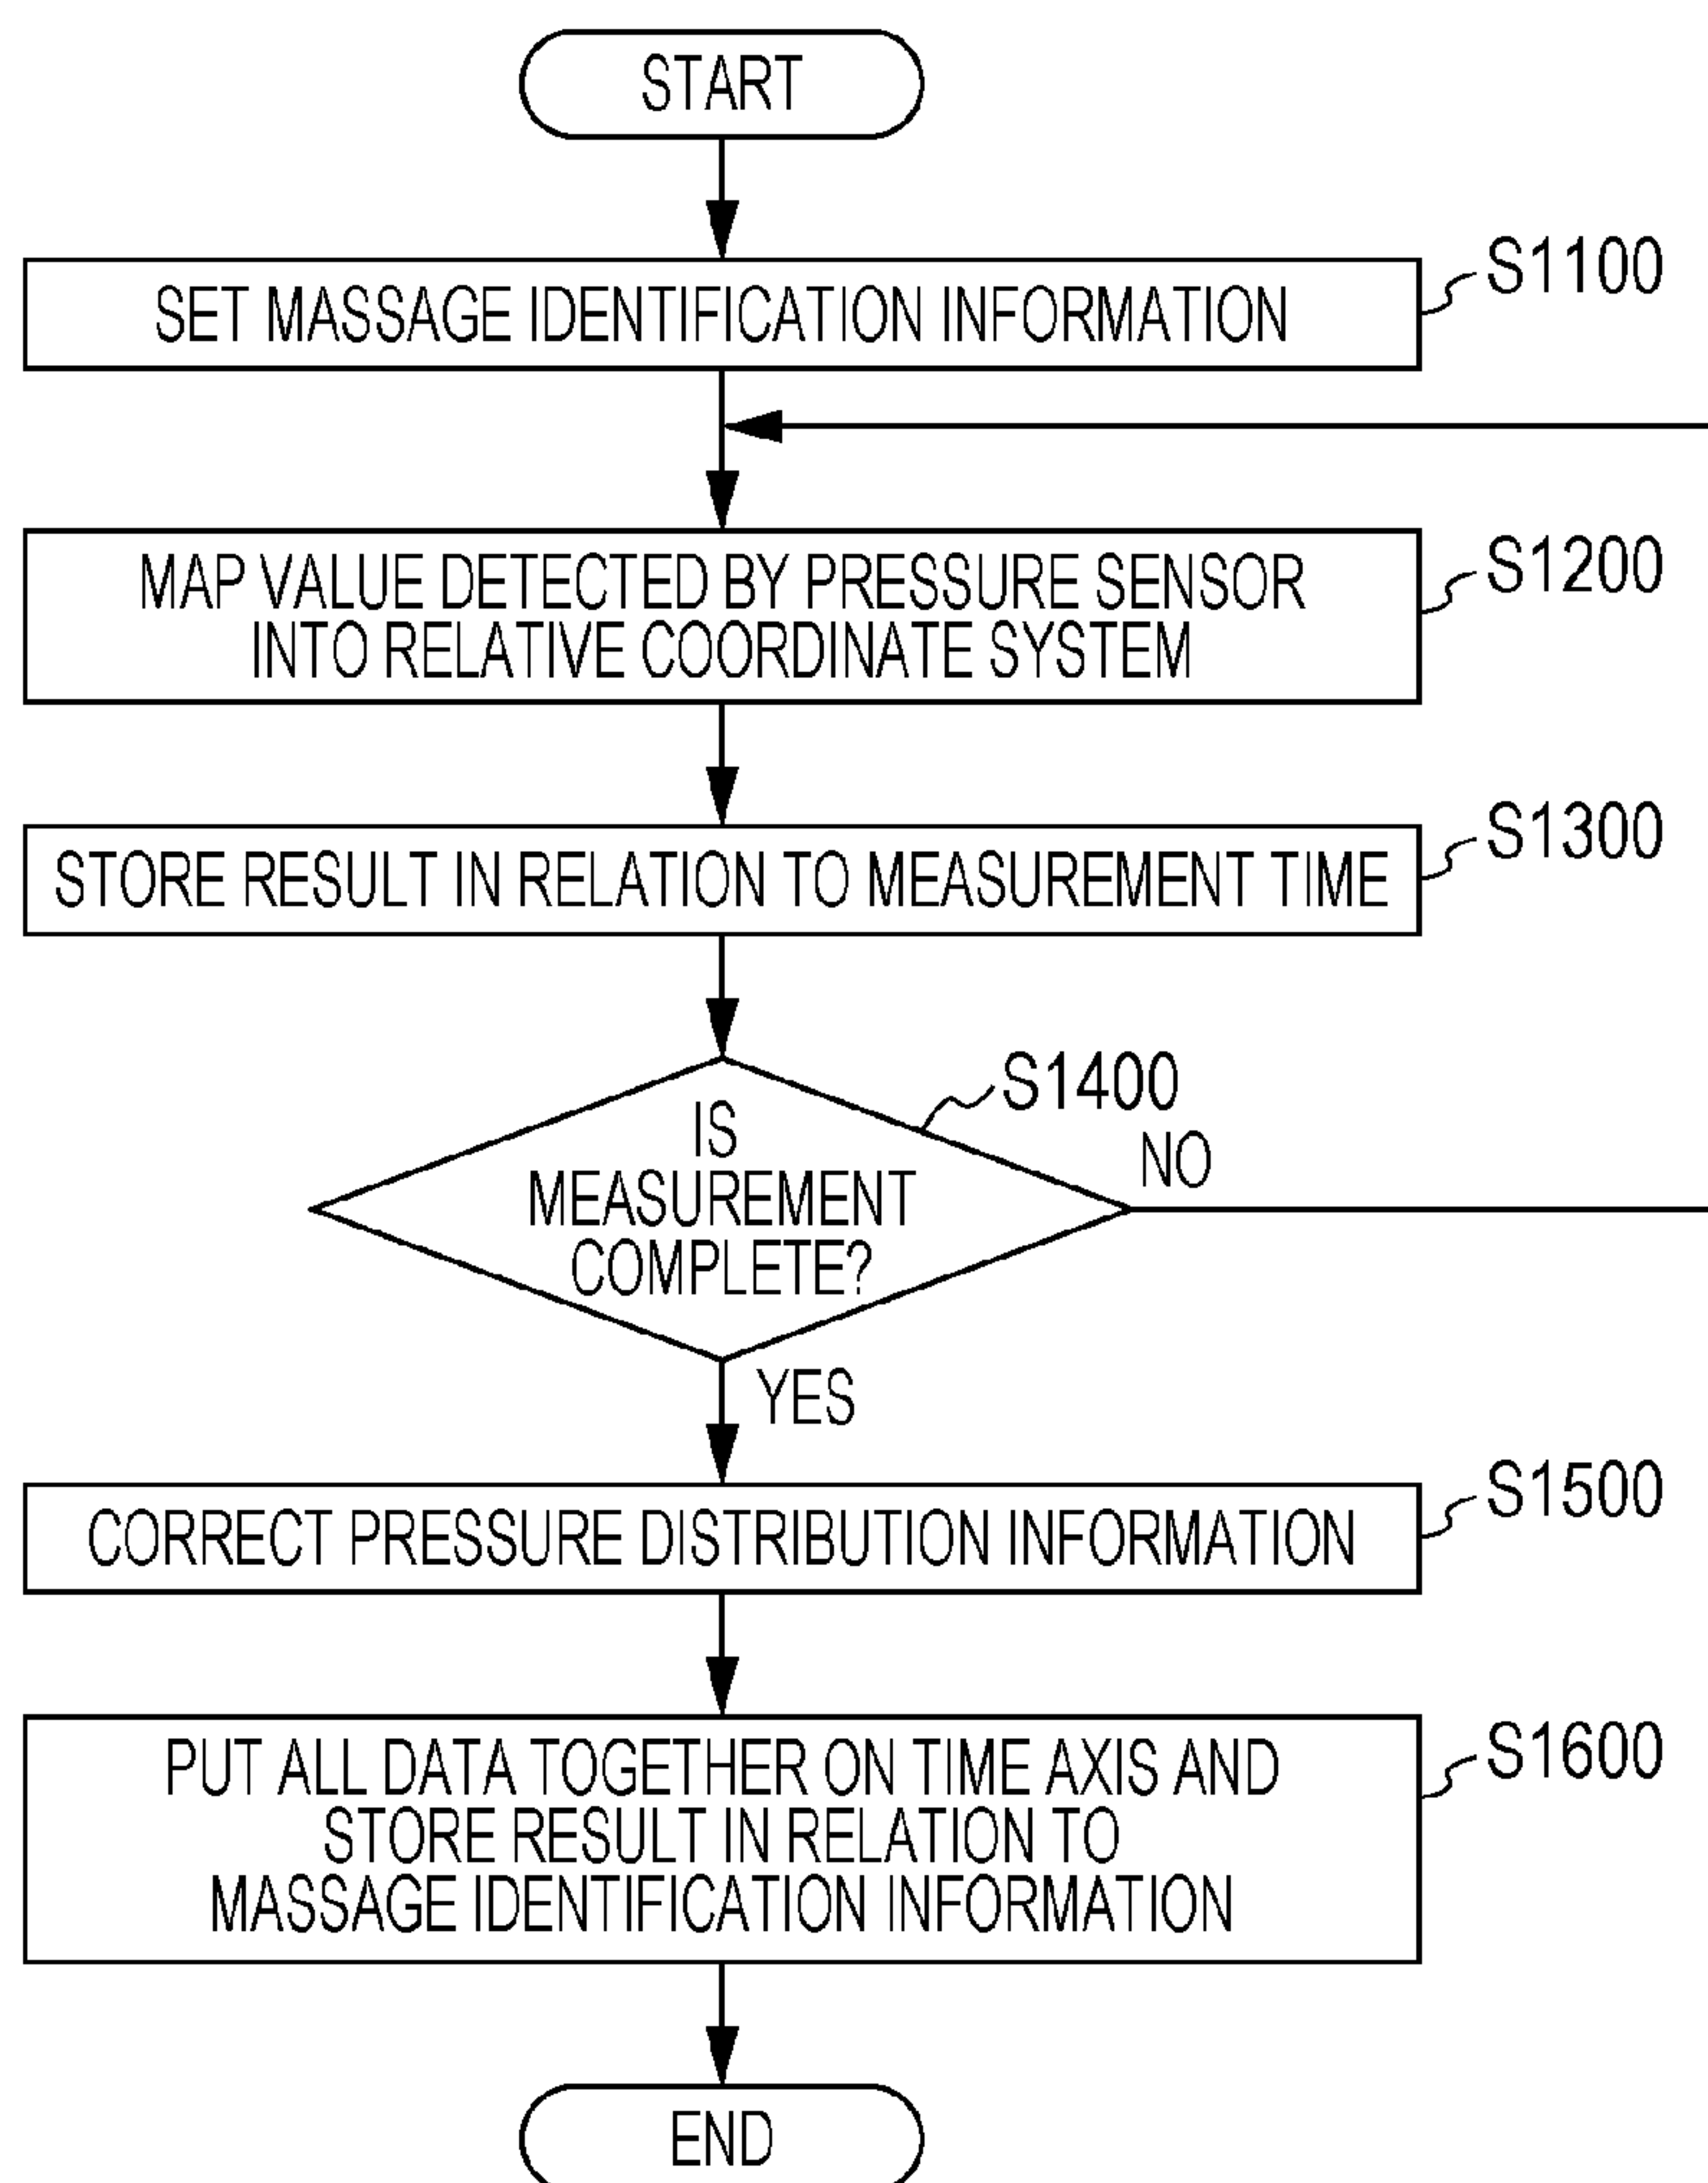 START
SET MASSAGE IDENTIFICATION INFORMATION
S1100
MAP VALUE DETECTED BY PRESSURE SENSOR
INTO RELATIVE COORDINATE SYSTEM
S1200
STORE RESULT IN RELATION TO MEASUREMENT TIME
S1300
IS
MEASUREMENT
COMPLETE?
S1400
NO
YES
CORRECT PRESSURE DISTRIBUTION INFORMATION
S1500
PUT ALL DATA TOGETHER ON TIME AXIS AND
STORE RESULT IN RELATION TO
MASSAGE IDENTIFICATION INFORMATION
S1600
END